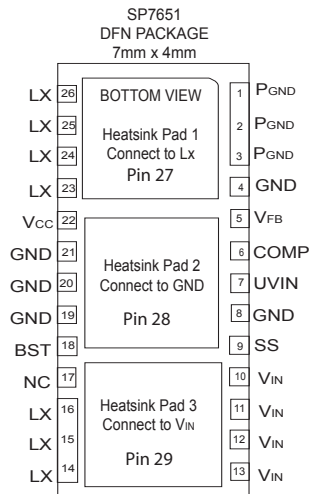 SP7651
DFN PACKAGE
7mm x 4mm
BOTTOM VIEW
Heatsink Pad 1
Connect to Lx
Pin 27
Heatsink Pad 2
Connect to GND
Pin 28
Heatsink Pad 3
Connect to VIN
Pin 29
LX 26
LX 25
LX 24
LX 23
VCC 22
GND 21
GND 20
GND 19
BST 18
NC 17
LX 16
LX 15
LX 14
1 PGND
2 PGND
3 PGND
4 GND
5 VFB
6 COMP
7 UVIN
8 GND
9 SS
10 VIN
11 VIN
12 VIN
13 VIN